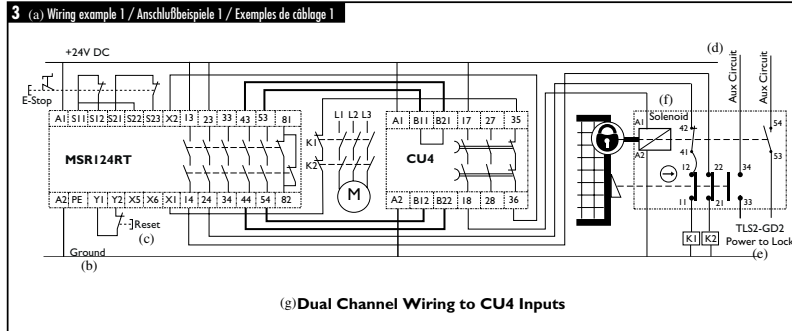 3 (a) Wiring example 1 / Anschlußbeispiele 1 / Exemples de câblage 1
+24V DC
(d)
Aux Circuit
Aux Circuit
E-Stop
(f)
Solenoid
A1 S11 S12 S21 S22 S23 X2 13 23 33 43 53 81
L1 L2 L3
A1 B11 B21 17 27 35
A1
42
54
K1
MSR124RT
CU4
K2
A2
41
53
12 22 34
M
A2 PE Y1 Y2 X5 X6 X1 14 24 34 44 54 82
A2 B12 B22 18 28 36
11 21 33
Reset
(c)
TLS2-GD2
K1 K2
Power to Lock
Ground
(b)
(e)
(g) Dual Channel Wiring to CU4 Inputs